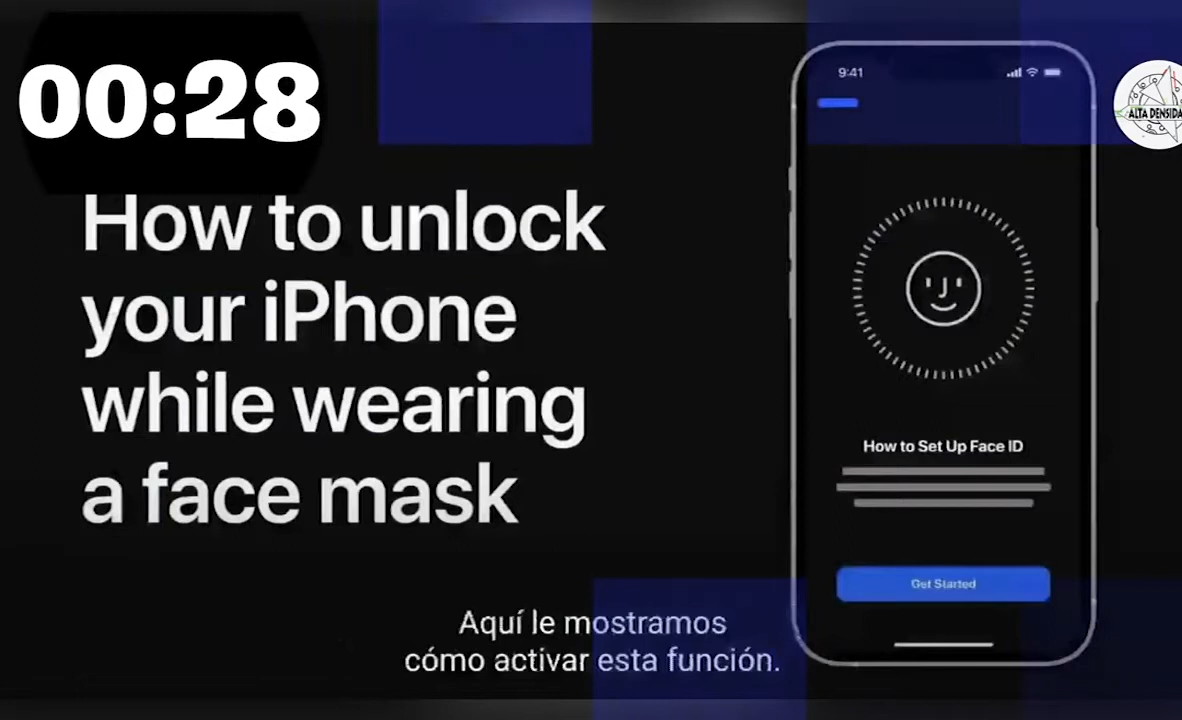 00:28
9:41
ALTA DENSIDA
How to unlock
your iPhone
while wearing
a face mask
How to Set Up Face ID
Get Started
Aquí le mostramos
cómo activar esta función.